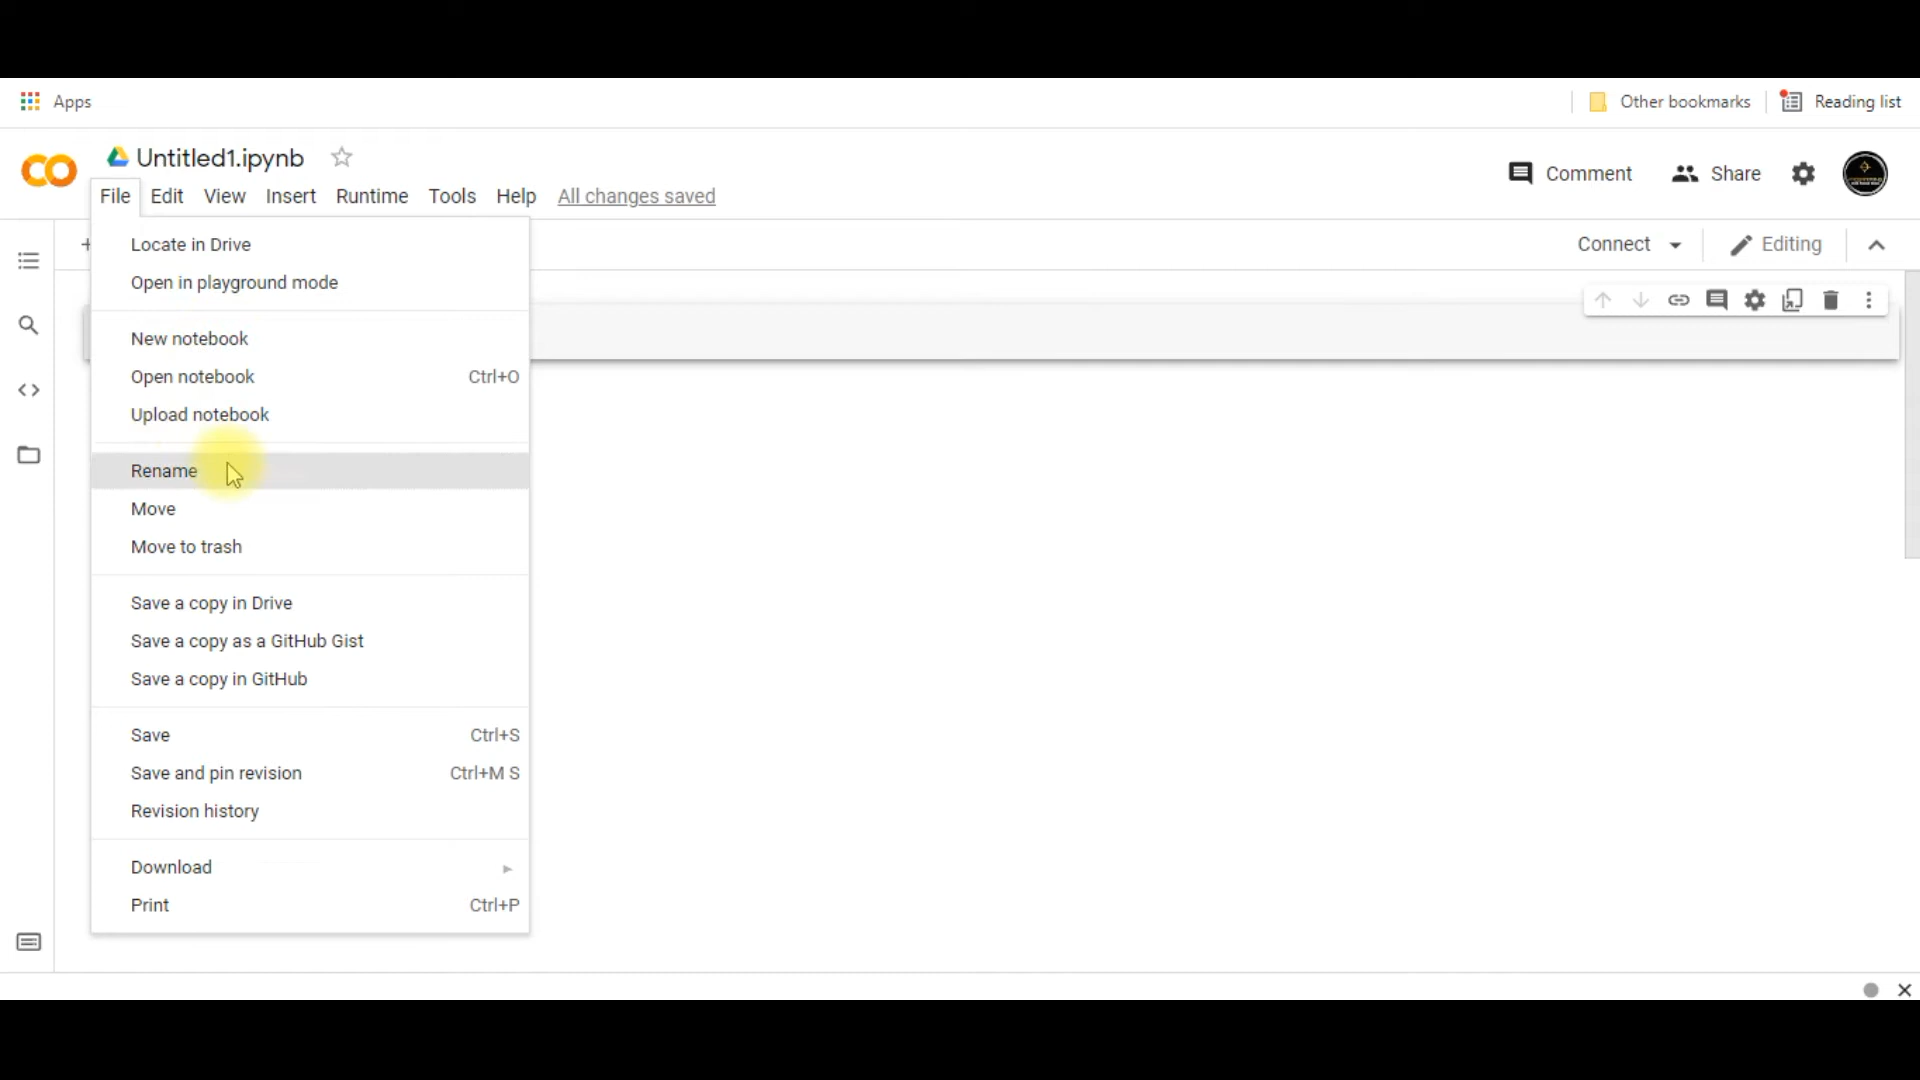 Apps Other bookmarks Reading list
Untitled1.ipynb
Comment Share
File Edit View Insert Runtime Tools Help All changes saved
Connect Editing
Locate in Drive
Open in playground mode
New notebook
Open notebook Ctrl+O
Upload notebook
Rename
Move
Move to trash
Save a copy in Drive
Save a copy as a GitHub Gist
Save a copy in GitHub
Save Ctrl+S
Save and pin revision Ctrl+M S
Revision history
Download
Print Ctrl+P